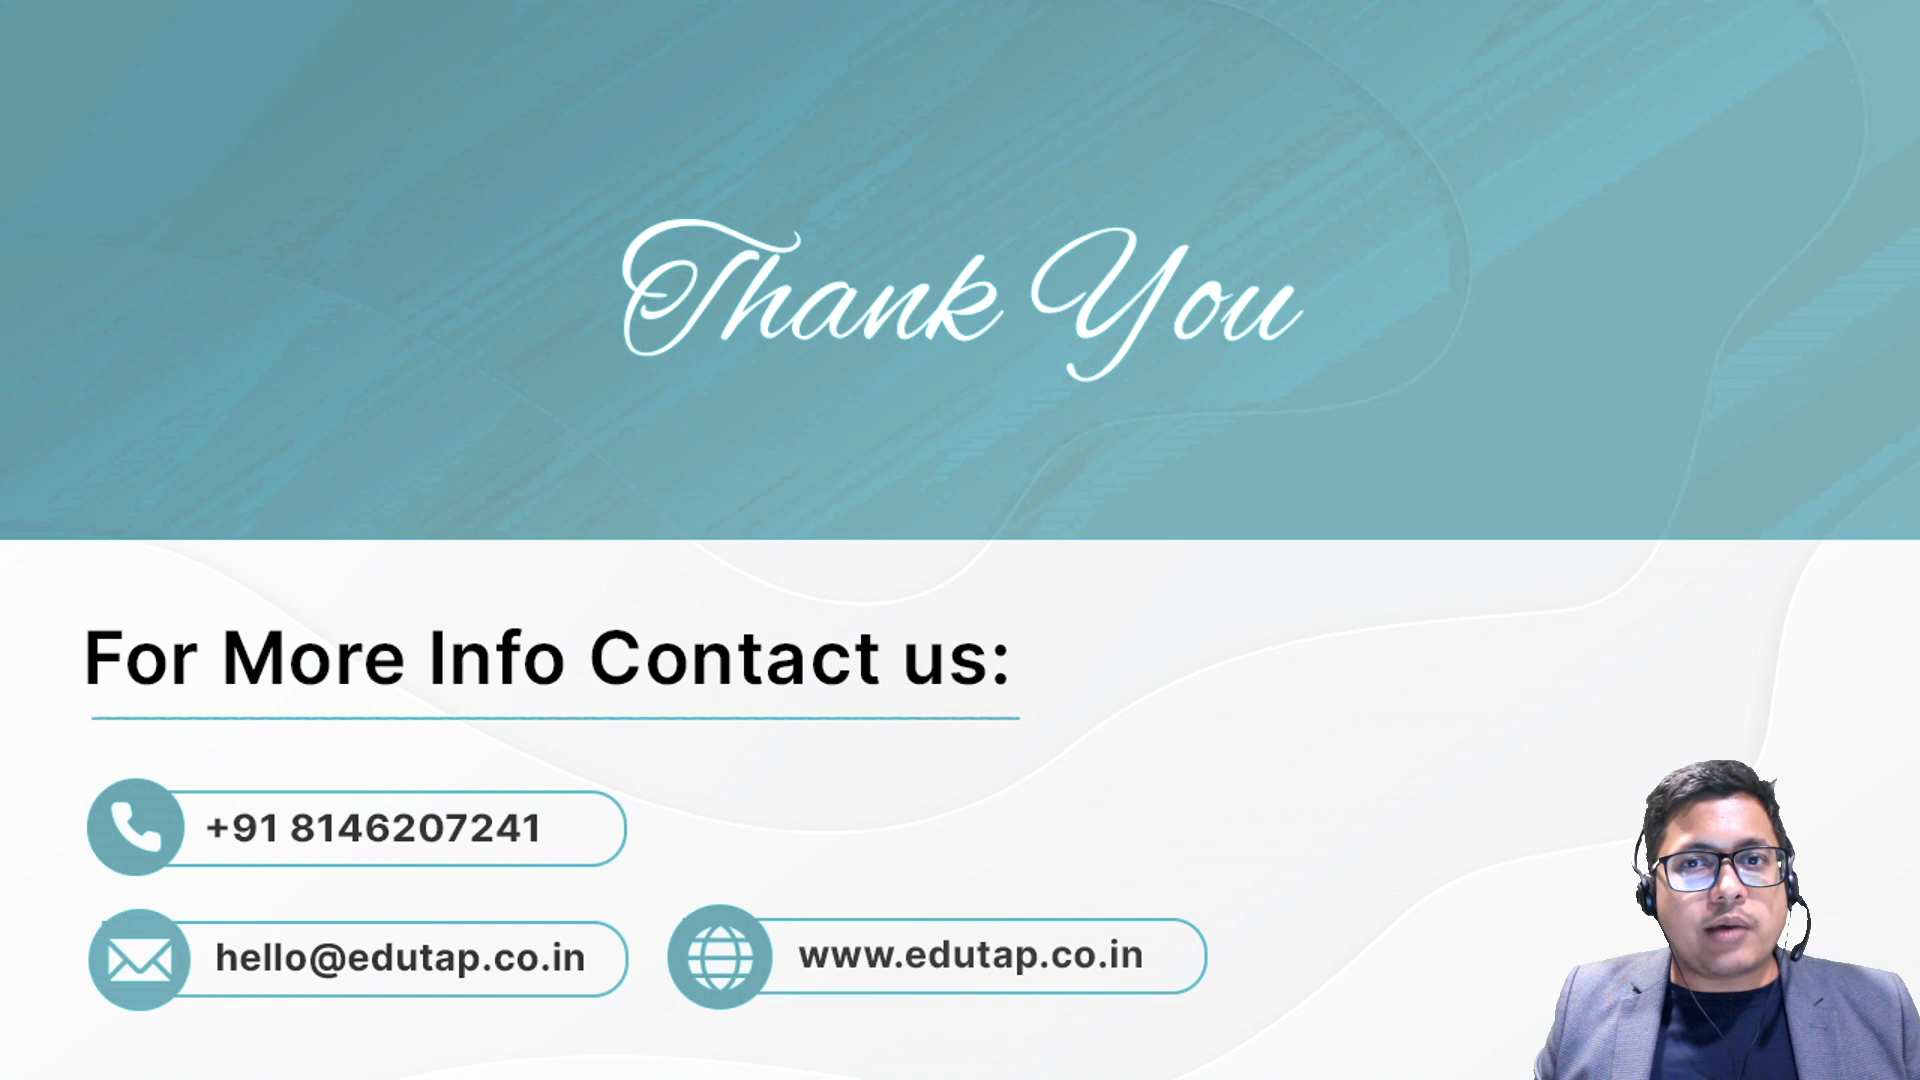 Thank You
For More Info Contact us:
+91 8146207241
hello@edutap.co.in
www.edutap.co.in